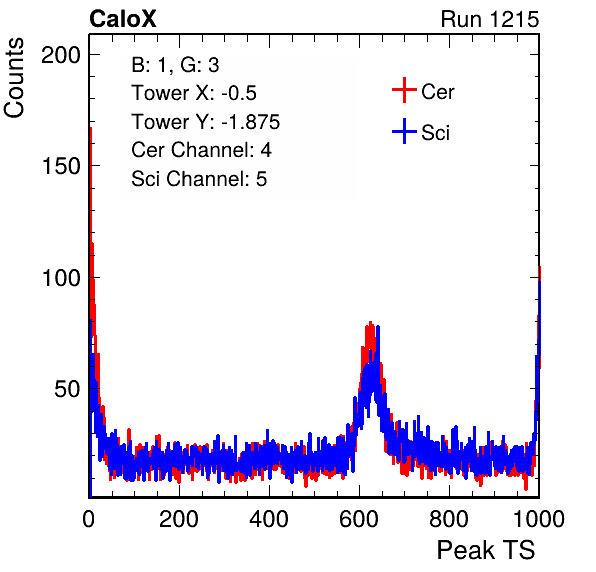 CaloX Run 1215
Counts
200
150
100
50
B: 1, G: 3
Tower X: -0.5
Tower Y: -1.875
Cer Channel: 4
Sci Channel: 5
Cer
Sci
0 200 400 600 800 1000
Peak TS